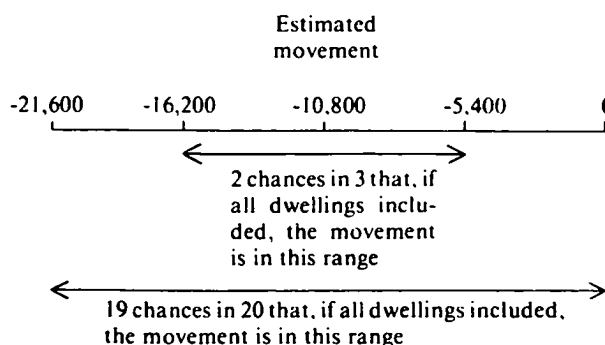 Estimated
movement
-21,600 -16,200 -10,800 -5,400 0
2 chances in 3 that, if
all dwellings inclu-
ded, the movement
is in this range
19 chances in 20 that, if all dwellings included,
the movement is in this range